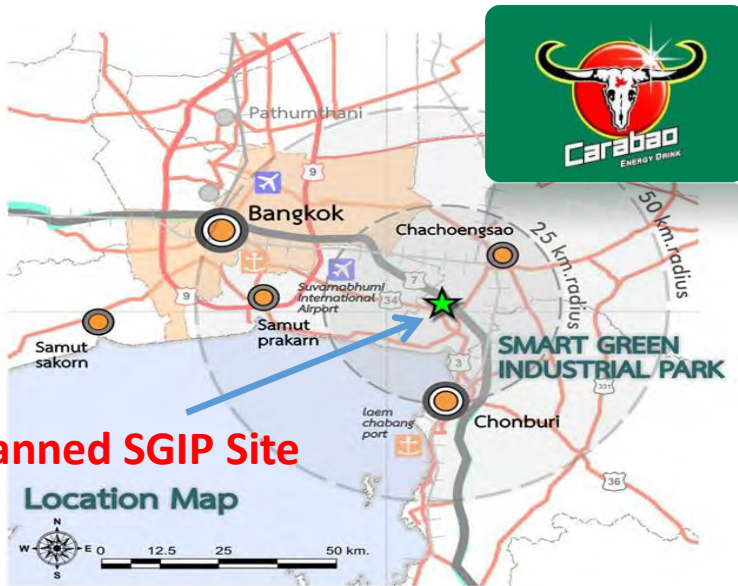 Carabao
ENERGY DRINK
Pathumthani
9
Bangkok
Chachoengsao
50 km.radius
25 km.radius
7
Suvarnabhumi
International
Airport
34
9
Samut
prakarn
Samut
sakorn
SMART GREEN
INDUSTRIAL PARK
3
331
laem
chabang
port
Chonburi
anned SGIP Site
36
Location Map
N
W
E
S
0
12.5
25
50 km.